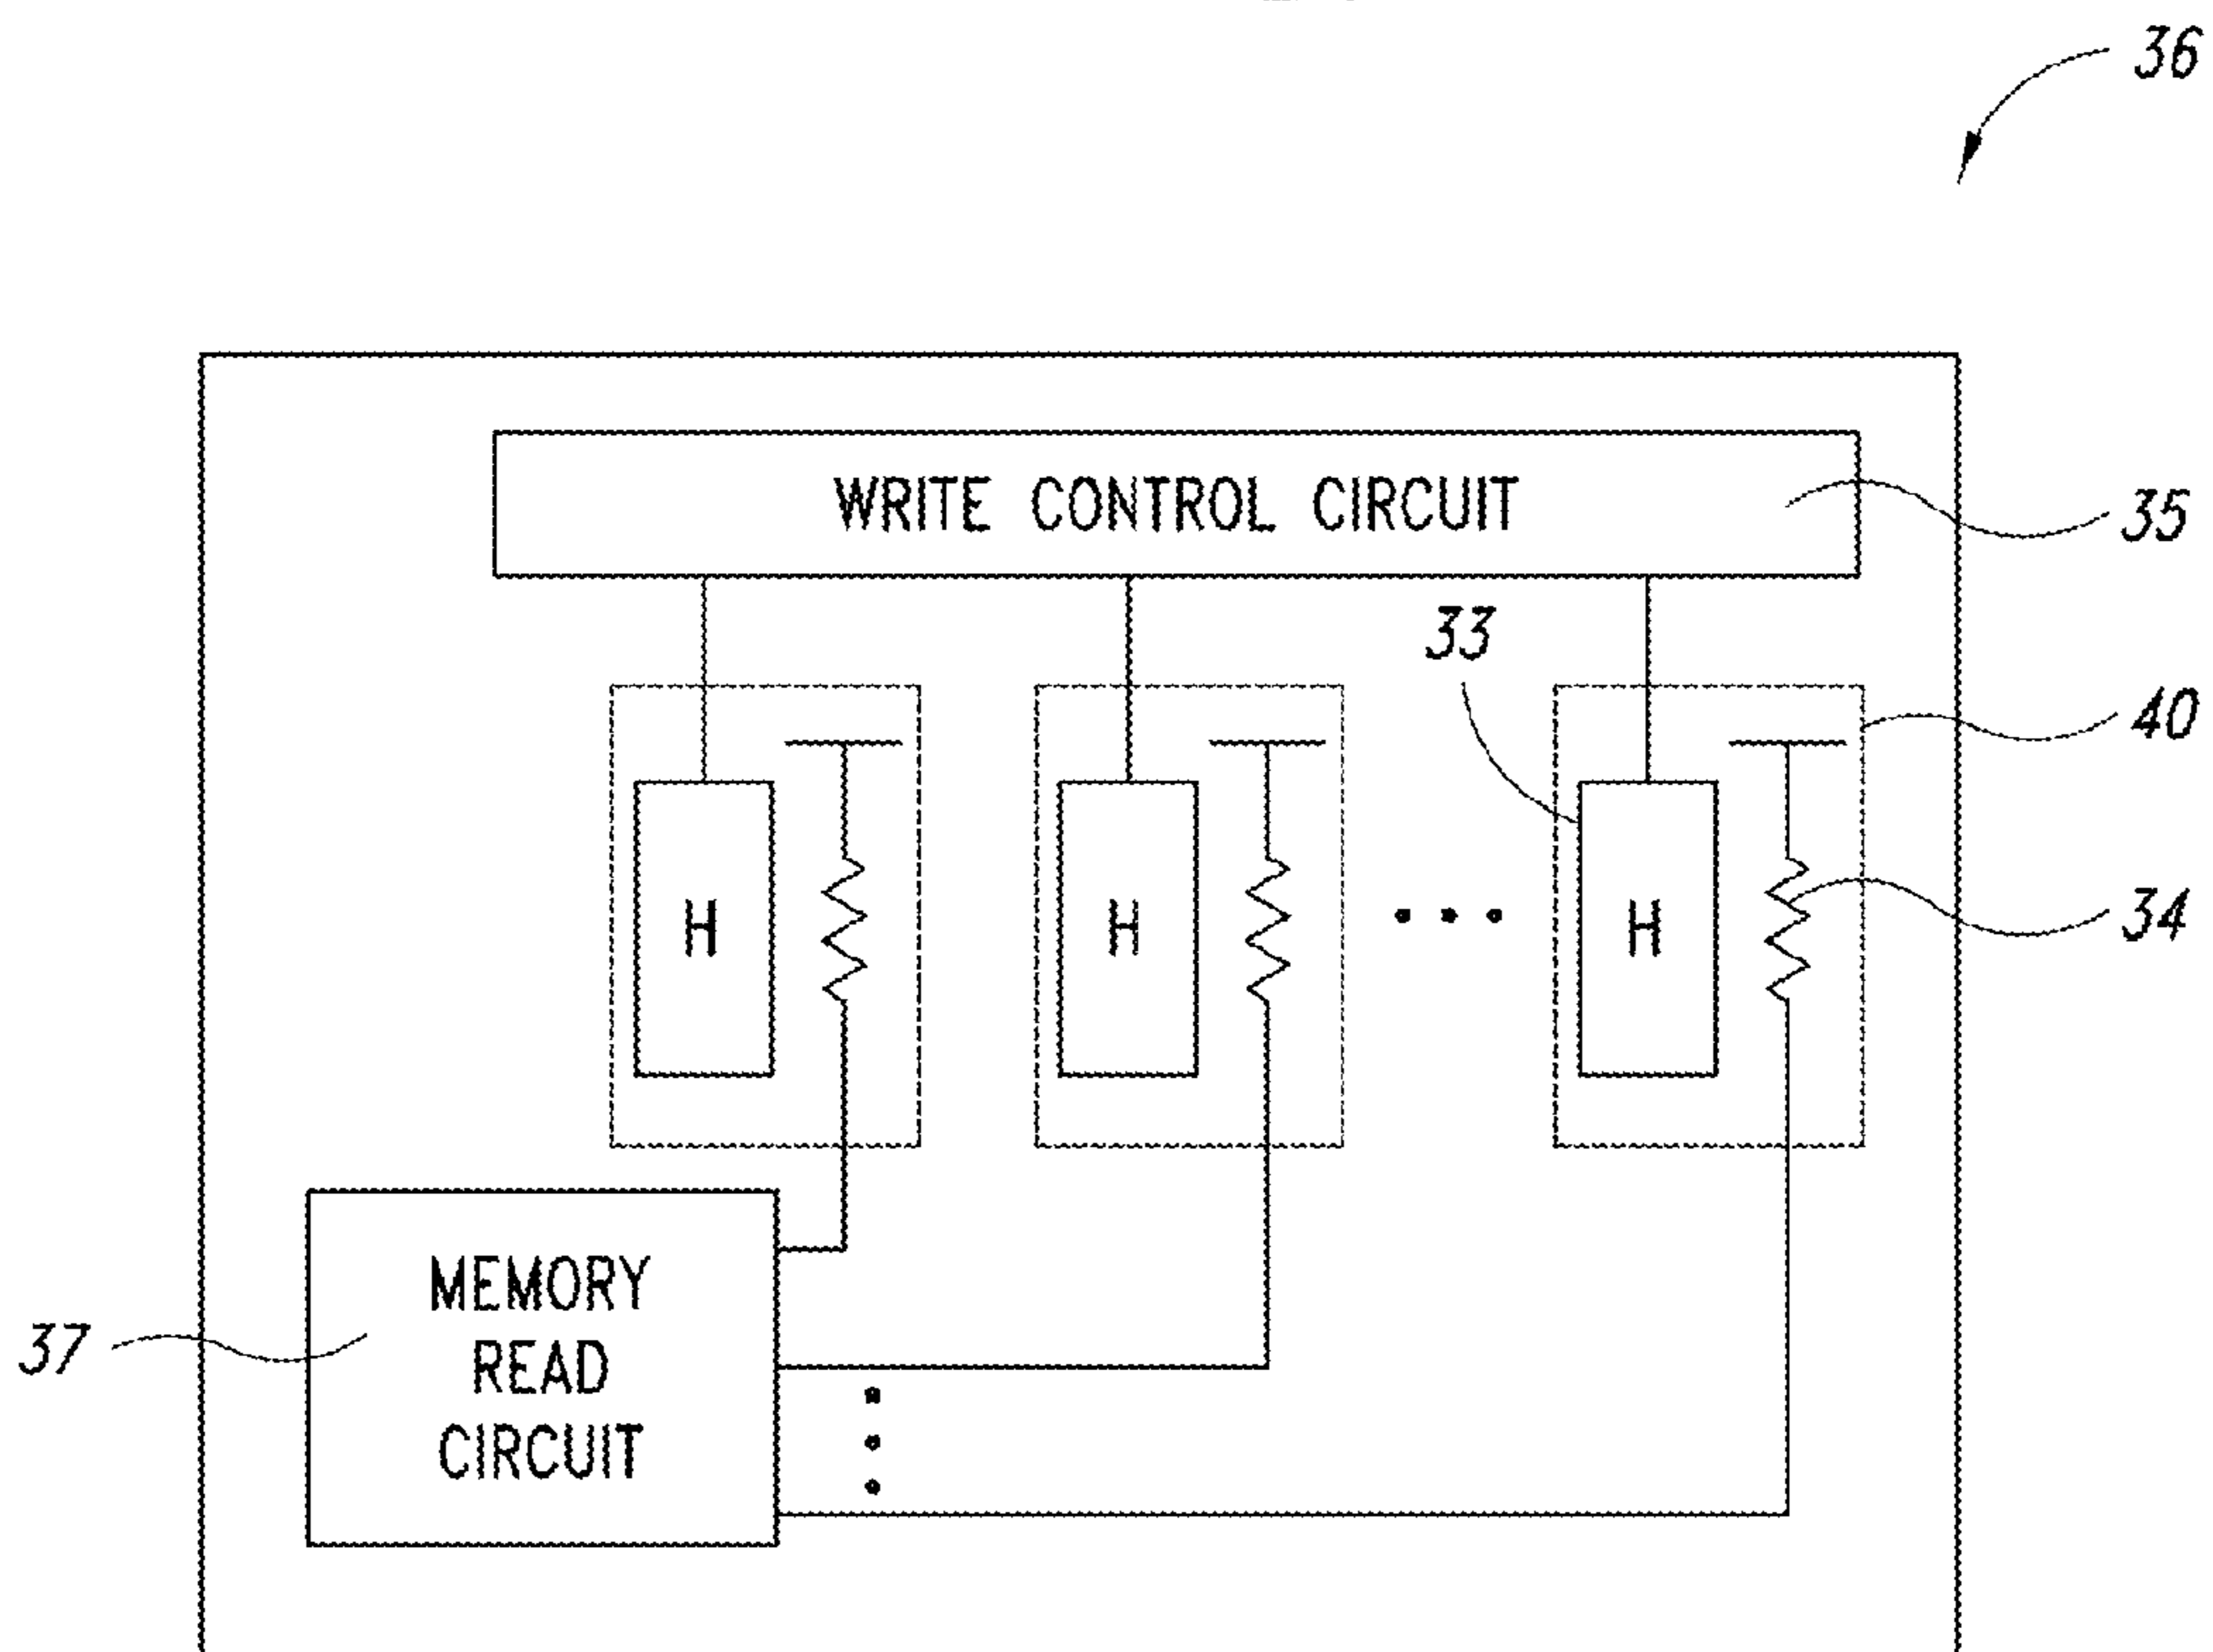 36
WRITE CONTROL CIRCUIT
35
33
40
H H H
34
MEMORY
READ
CIRCUIT
37